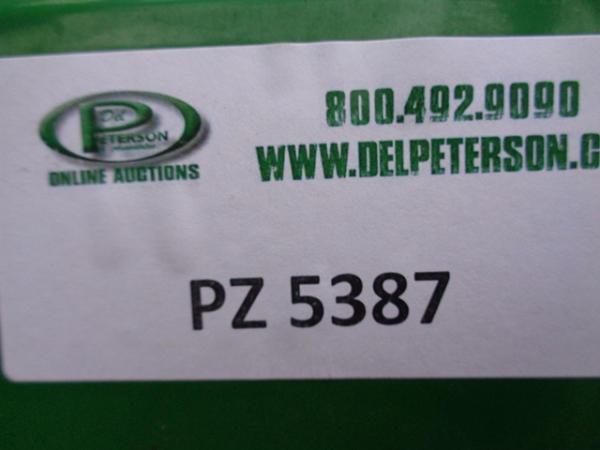 Del
PETERSON
ONLINE AUCTIONS
800.492.9090
WWW.DELPETERSON.C
PZ 5387